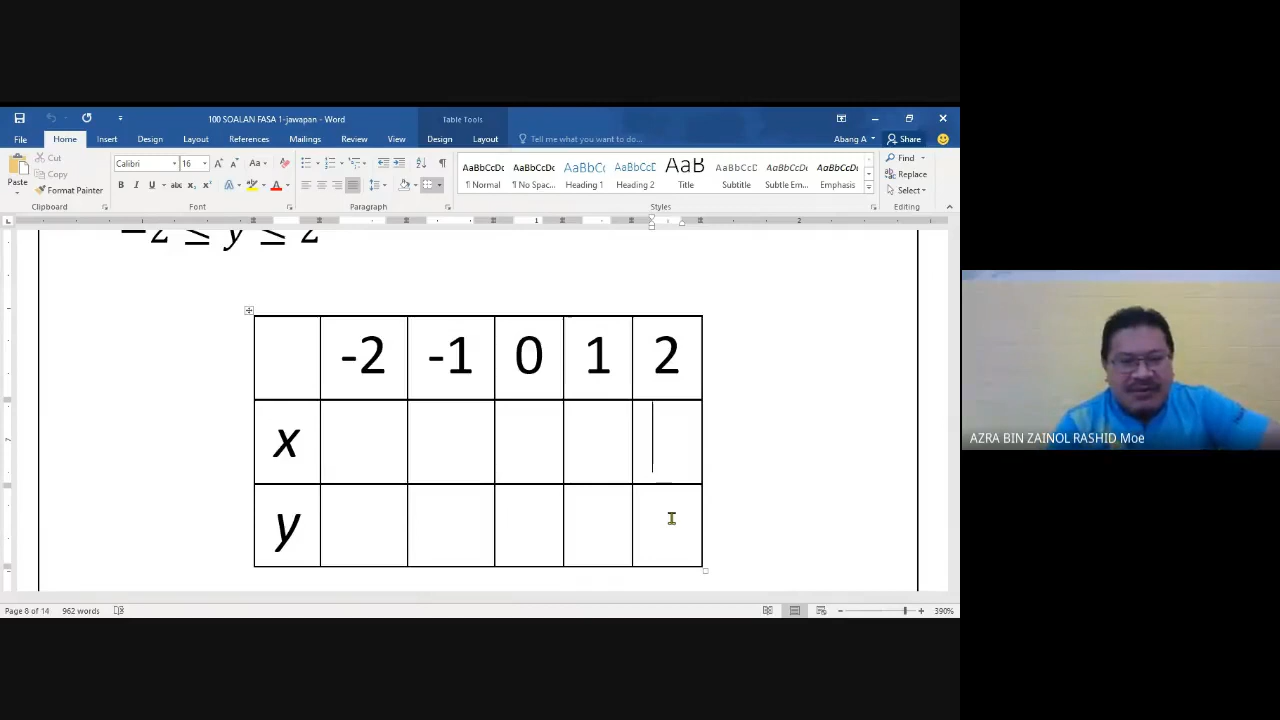 100 SOALAN FASA 1-jawapan - Word
Table Tools
File Home Insert Design Layout References Mailings Review View Design Layout Tell me what you want to do... Abang A Share
Paste
Cut
Copy
Format Painter
Clipboard
Calibri 16
Font
Paragraph
AaBbCcDc AaBbCcDc AaBbCc AaBbCcE AaB AaBbCcD AaBbCcDc AaBbCcDc
¶ Normal ¶ No Spac... Heading 1 Heading 2 Title Subtitle Subtle Em... Emphasis
Styles
Find
Replace
Select
Editing
−2 ≤ y ≤ 2
-2 -1 0 1 2
x
y
Page 8 of 14 962 words 390%
AZRA BIN ZAINOL RASHID Moe